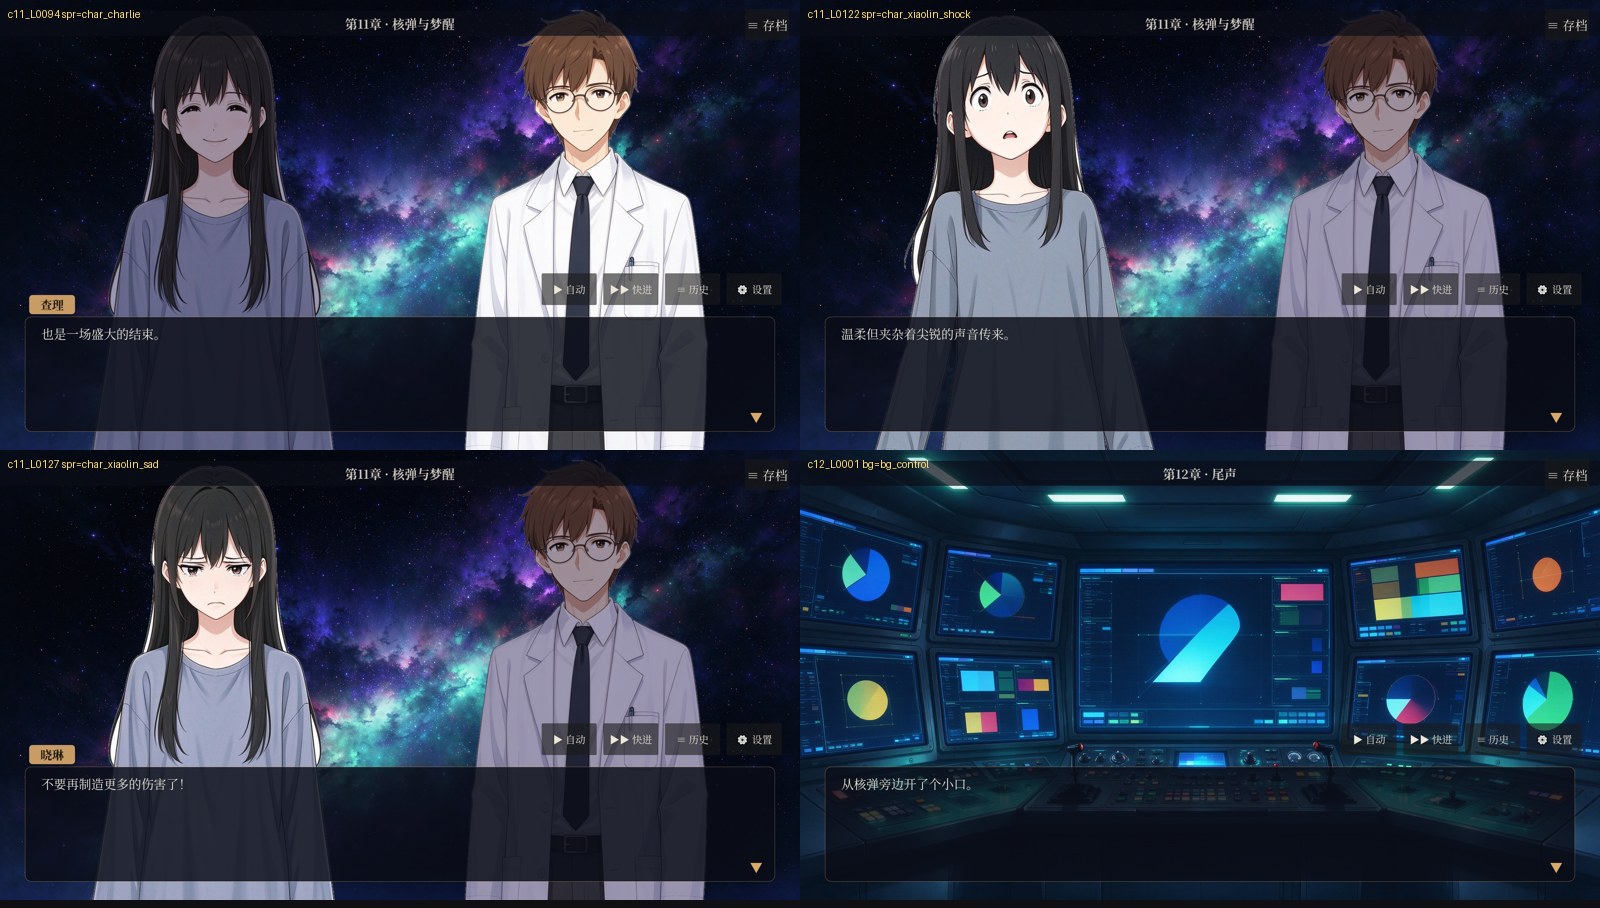 c11_L0094 spr=char_charlie
第11章 · 核弹与梦醒
≡ 存档
▶ 自动
▶▶ 快进
≡ 历史
设置
查理
也是一场盛大的结束。
c11_L0122 spr=char_xiaolin_shock
第11章 · 核弹与梦醒
≡ 存档
▶ 自动
▶▶ 快进
≡ 历史
设置
温柔但夹杂着尖锐的声音传来。
c11_L0127 spr=char_xiaolin_sad
第11章 · 核弹与梦醒
≡ 存档
▶ 自动
▶▶ 快进
≡ 历史
设置
晓琳
不要再制造更多的伤害了！
c12_L0001 bg=bg_control
第12章 · 尾声
≡ 存档
▶ 自动
▶▶ 快进
≡ 历史
设置
从核弹旁边开了个小口。